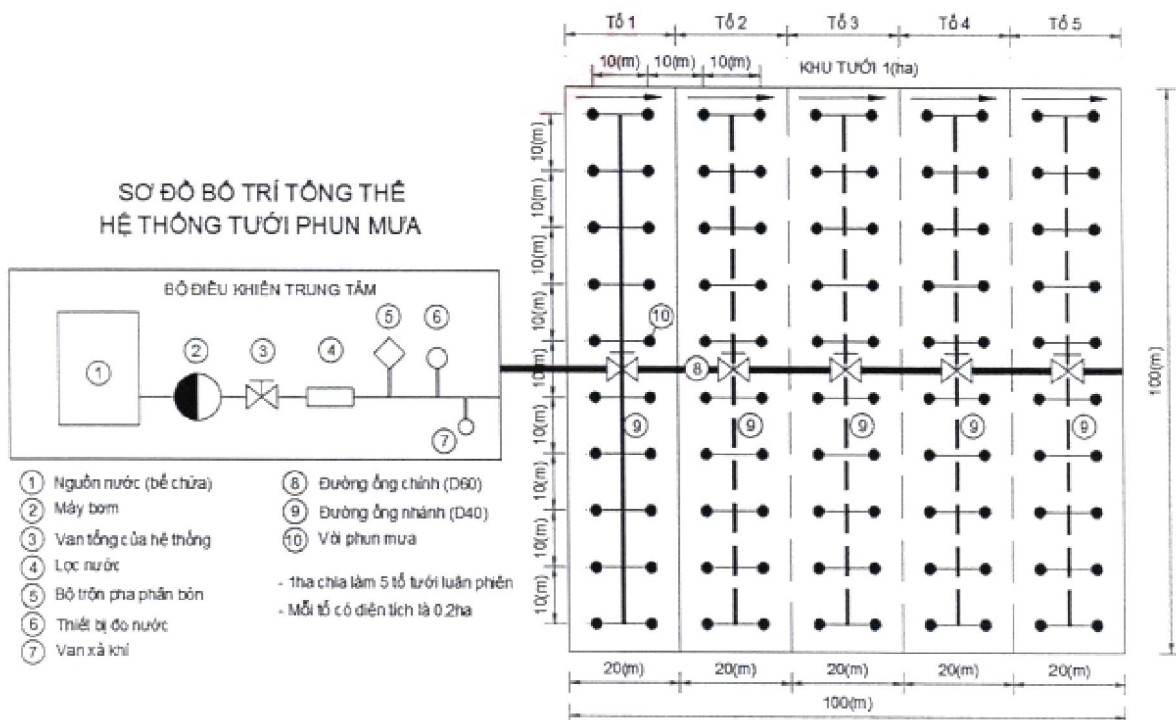 Tổ 1 Tổ 2 Tổ 3 Tổ 4 Tổ 5
10(m) 10(m) 10(m)
KHU TƯỚI 1(ha)
SƠ ĐỒ BỐ TRÍ TỔNG THỂ
HỆ THỐNG TƯỚI PHUN MƯA
BỘ ĐIỀU KHIỂN TRUNG TÂM
1 2 3 4 5 6 7
10(m)
10(m)
10(m)
10(m)
10(m)
10(m)
10(m)
10(m)
10(m)
10
8
9 9 9 9 9
100(m)
1 Nguồn nước (bể chứa)
2 Máy bơm
3 Van tổng của hệ thống
4 Lọc nước
5 Bộ trộn pha phân bón
6 Thiết bị đo nước
7 Van xả khí
8 Đường ống chính (D60)
9 Đường ống nhánh (D40)
10 Vòi phun mưa
- 1ha chia làm 5 tổ tưới luân phiên
- Mỗi tổ có diện tích là 0.2ha
20(m) 20(m) 20(m) 20(m) 20(m)
100(m)